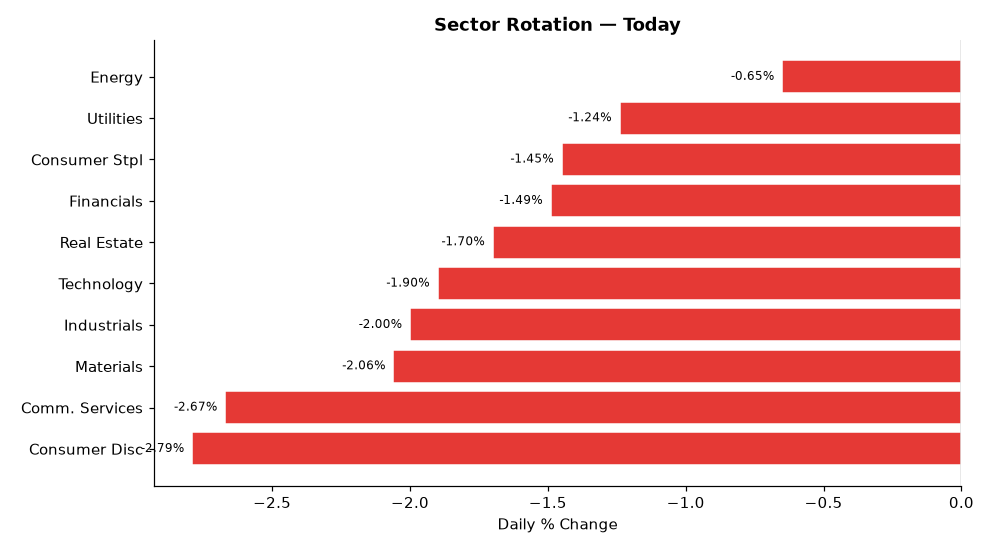 Sector Rotation — Today
Energy -0.65%
Utilities -1.24%
Consumer Stpl -1.45%
Financials -1.49%
Real Estate -1.70%
Technology -1.90%
Industrials -2.00%
Materials -2.06%
Comm. Services -2.67%
Consumer Disc -2.79%
−2.5 −2.0 −1.5 −1.0 −0.5 0.0
Daily % Change